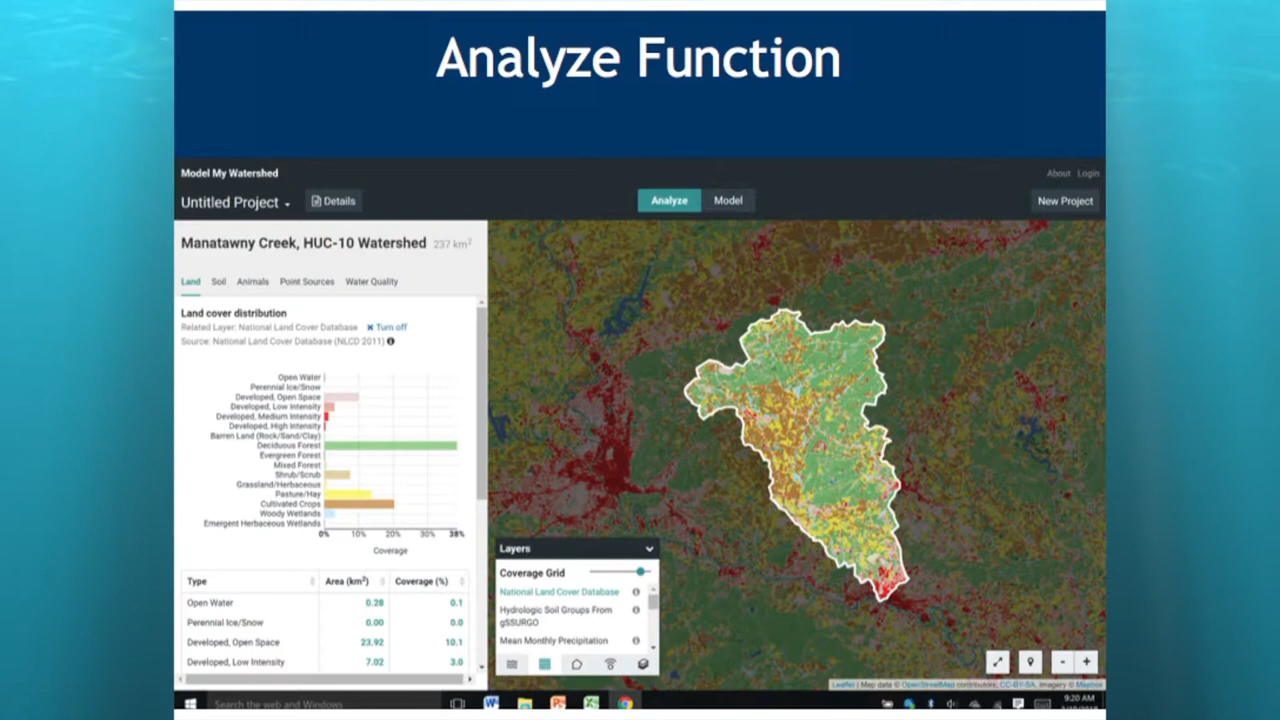 Analyze Function
Model My Watershed
About Login
Untitled Project
Details
Analyze
Model
New Project
Manatawny Creek, HUC-10 Watershed 237 km²
Land Soil Animals Point Sources Water Quality
Land cover distribution
Related Layer: National Land Cover Database Turn off
Source: National Land Cover Database (NLCD 2011)
Open Water
Perennial Ice/Snow
Developed, Open Space
Developed, Low Intensity
Developed, Medium Intensity
Developed, High Intensity
Barren Land (Rock/Sand/Clay)
Deciduous Forest
Evergreen Forest
Mixed Forest
Shrub/Scrub
Grassland/Herbaceous
Pasture/Hay
Cultivated Crops
Woody Wetlands
Emergent Herbaceous Wetlands
0% 10% 20% 30% 38%
Coverage
Type Area (km²) Coverage (%)
Open Water 0.28 0.1
Perennial Ice/Snow 0.00 0.0
Developed, Open Space 23.92 10.1
Developed, Low Intensity 7.02 3.0
Layers
Coverage Grid
National Land Cover Database
Hydrologic Soil Groups From
gSSURGO
Mean Monthly Precipitation
- +
Leaflet | Map data © OpenStreetMap contributors, CC-BY-SA, Imagery © Mapbox
Search the web and Windows
9:20 AM